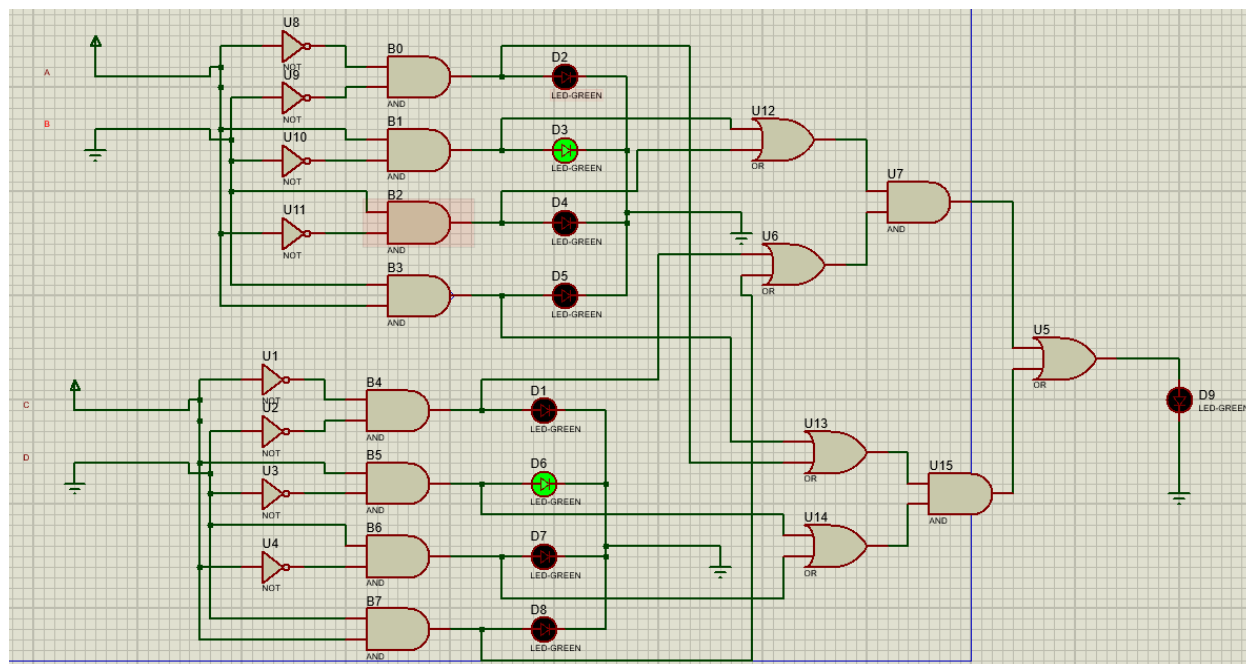 U8
NOT
B0
AND
D2
LED-GREEN
A
U9
NOT
B
U10
NOT
B1
AND
D3
LED-GREEN
U12
OR
U11
NOT
B2
AND
D4
LED-GREEN
U7
AND
U6
OR
B3
AND
D5
LED-GREEN
U5
OR
D9
LED-GREEN
U1
NOT
B4
AND
D1
LED-GREEN
C
U2
NOT
D
U3
NOT
B5
AND
D6
LED-GREEN
U13
OR
U15
AND
U4
NOT
B6
AND
D7
LED-GREEN
U14
OR
B7
AND
D8
LED-GREEN